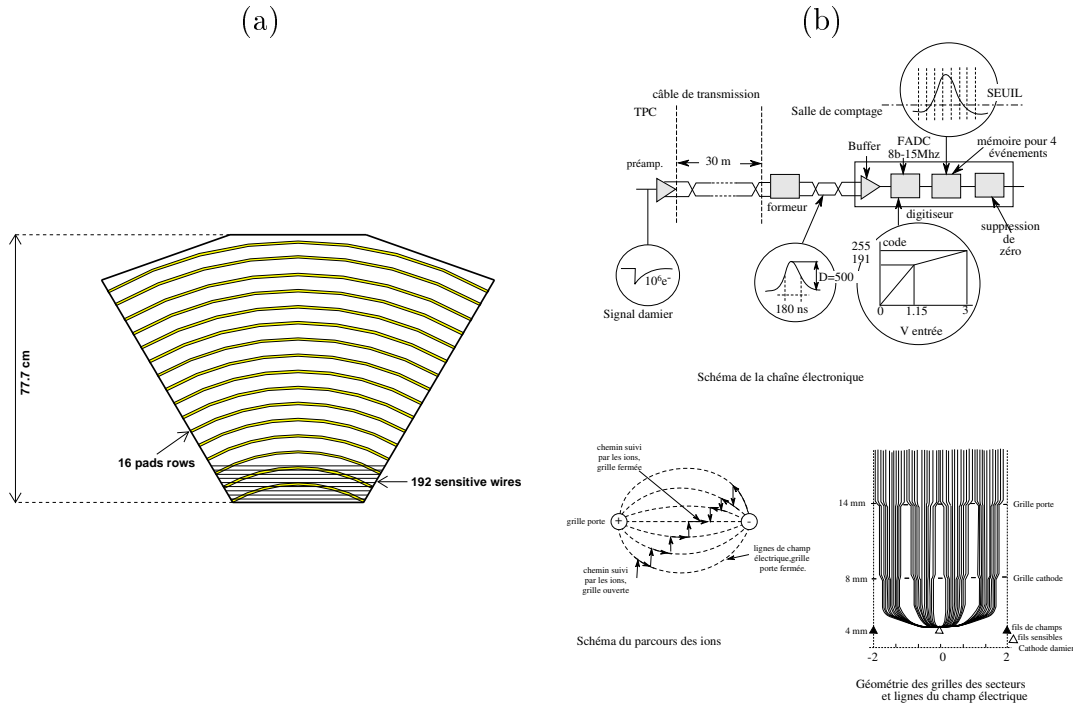 (a)
77.7 cm
16 pads rows
192 sensitive wires
(b)
câble de transmission
TPC
Salle de comptage
SEUIL
préamp.
30 m
formeur
Buffer
FADC
8b-15Mhz
mémoire pour 4
événements
digitiseur
suppression
de
zéro
10⁶e⁻
Signal damier
D=500
180 ns
255
191
code
0
1.15
3
V entrée
Schéma de la chaîne électronique
chemin suivi
par les ions,
grille fermée
grille porte
+
-
chemin suivi
par les ions,
grille ouverte
lignes de champ
électrique,grille
porte fermée.
Schéma du parcours des ions
14 mm
Grille porte
8 mm
Grille cathode
4 mm
fils de champs
fils sensibles
Cathode damier
-2
0
2
Géométrie des grilles des secteurs
et lignes du champ électrique